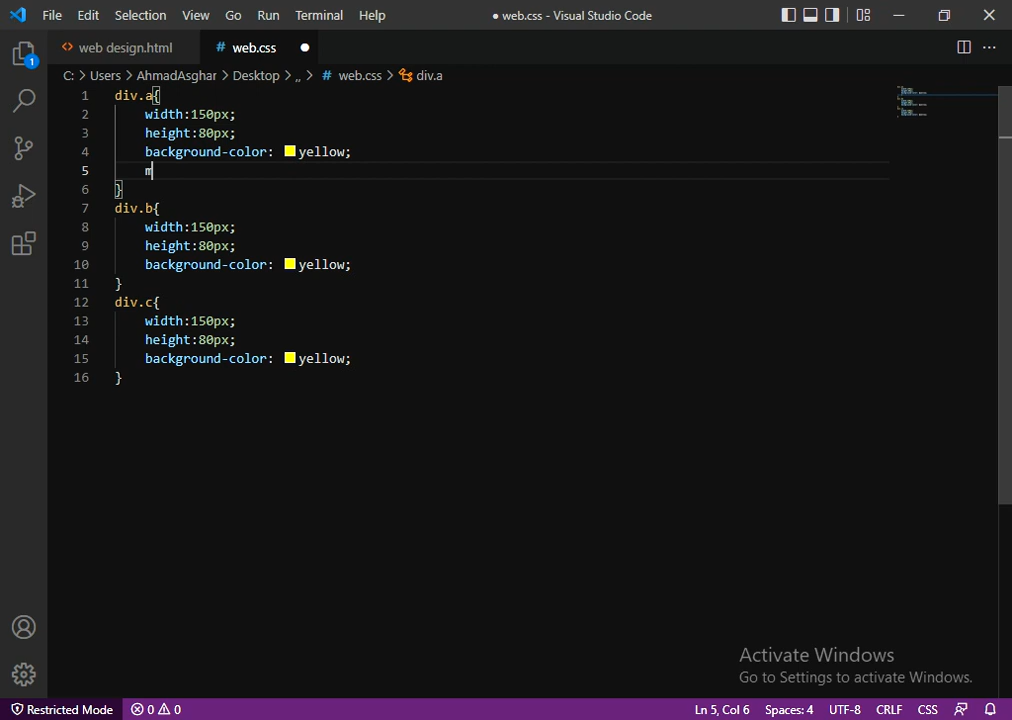 File Edit Selection View Go Run Terminal Help ● web.css - Visual Studio Code
<> web design.html # web.css ●
1
C: > Users > AhmadAsghar > Desktop > ,, > # web.css > div.a
1 div.a{
2 width:150px;
3 height:80px;
4 background-color: yellow;
5 m
6 }
7 div.b{
8 width:150px;
9 height:80px;
10 background-color: yellow;
11 }
12 div.c{
13 width:150px;
14 height:80px;
15 background-color: yellow;
16 }
Activate Windows
Go to Settings to activate Windows.
Restricted Mode 0 0 Ln 5, Col 6 Spaces: 4 UTF-8 CRLF CSS